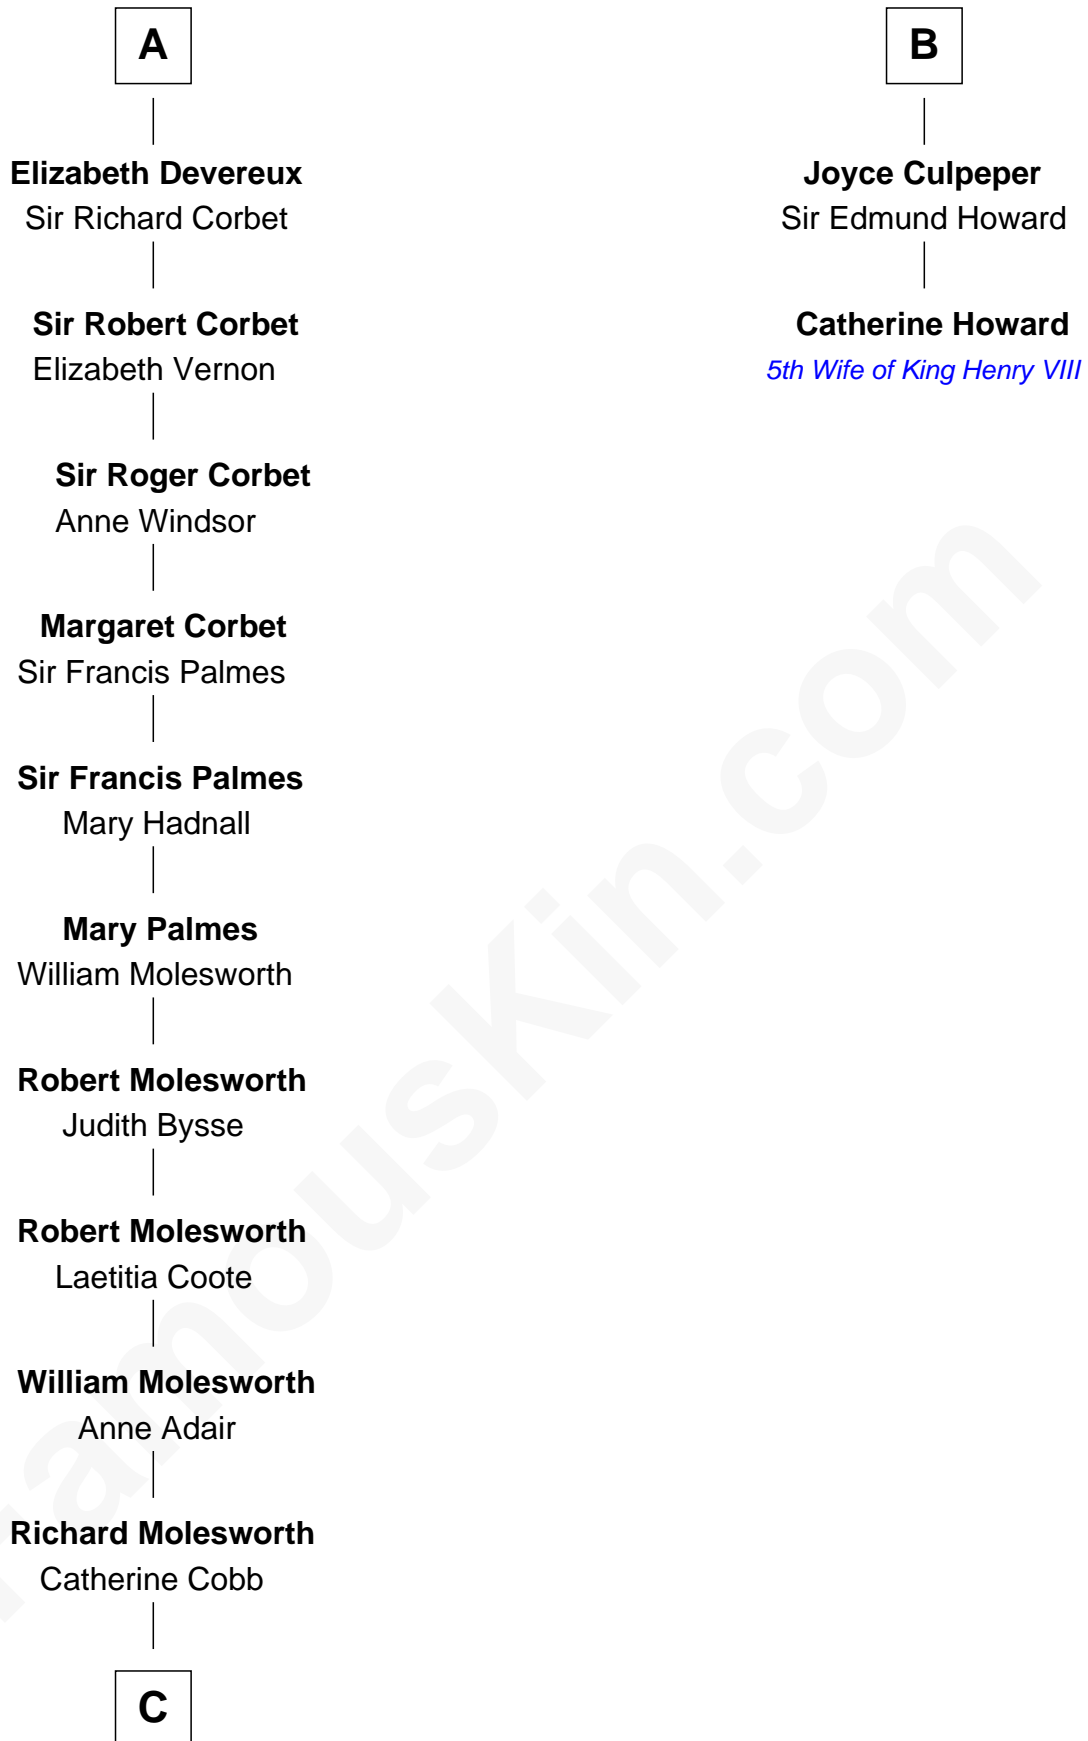 A
Elizabeth Devereux
Sir Richard Corbet
Sir Robert Corbet
Elizabeth Vernon
Sir Roger Corbet
Anne Windsor
Margaret Corbet
Sir Francis Palmes
Sir Francis Palmes
Mary Hadnall
Mary Palmes
William Molesworth
Robert Molesworth
Judith Bysse
Robert Molesworth
Laetitia Coote
William Molesworth
Anne Adair
Richard Molesworth
Catherine Cobb
C
B
Joyce Culpeper
Sir Edmund Howard
Catherine Howard
5th Wife of King Henry VIII
FamousKin.com